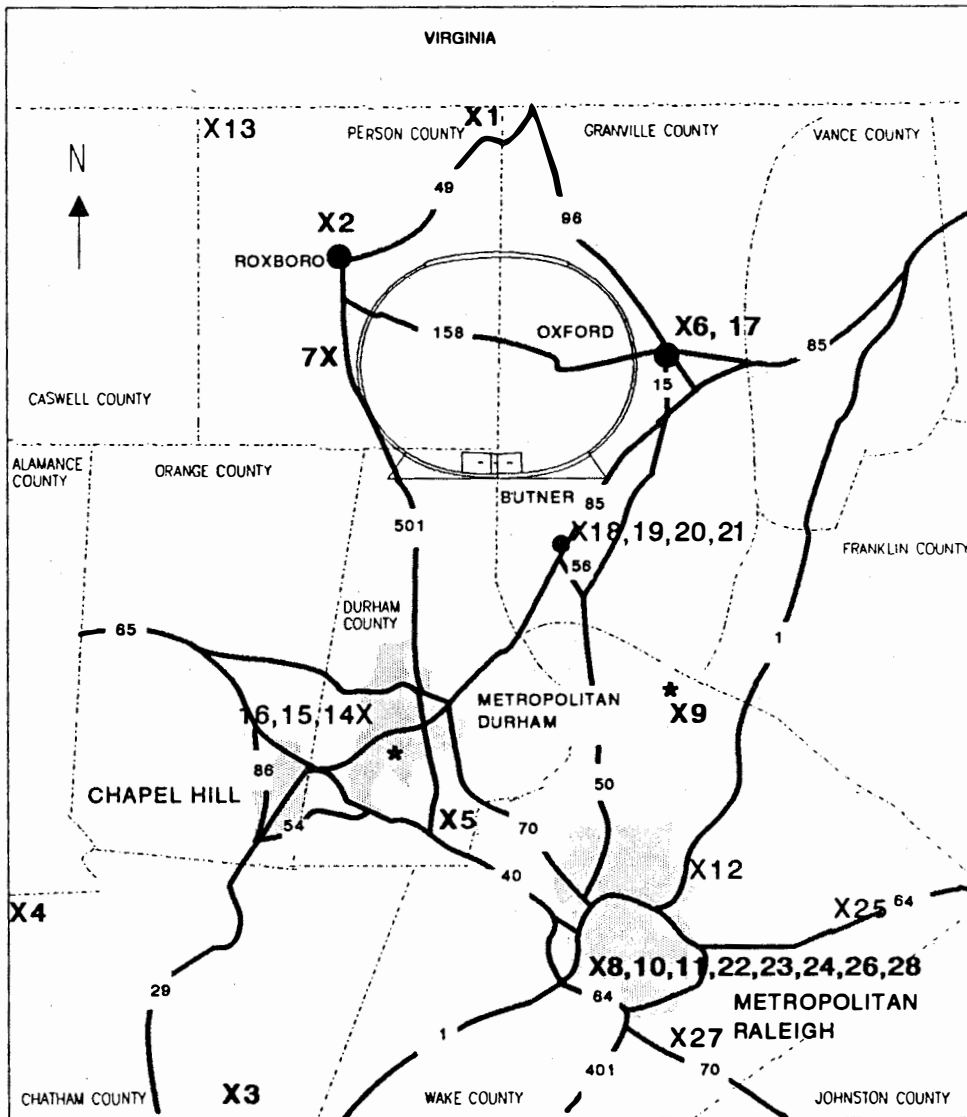 VIRGINIA
X13
PERSON COUNTY
X1
GRANVILLE COUNTY
VANCE COUNTY
N
49
96
X2
ROXBORO
158
OXFORD
X6, 17
85
7X
15
CASWELL COUNTY
ALAMANCE
COUNTY
ORANGE COUNTY
BUTNER
85
501
X18,19,20,21
56
FRANKLIN COUNTY
DURHAM
COUNTY
65
1
16,15,14X
METROPOLITAN
DURHAM
*
X9
*
86
CHAPEL HILL
50
54
X5
70
40
X12
X4
X25
64
X8,10,11,22,23,24,26,28
29
64
METROPOLITAN
RALEIGH
1
X27
401
70
CHATHAM COUNTY
X3
WAKE COUNTY
JOHNSTON COUNTY